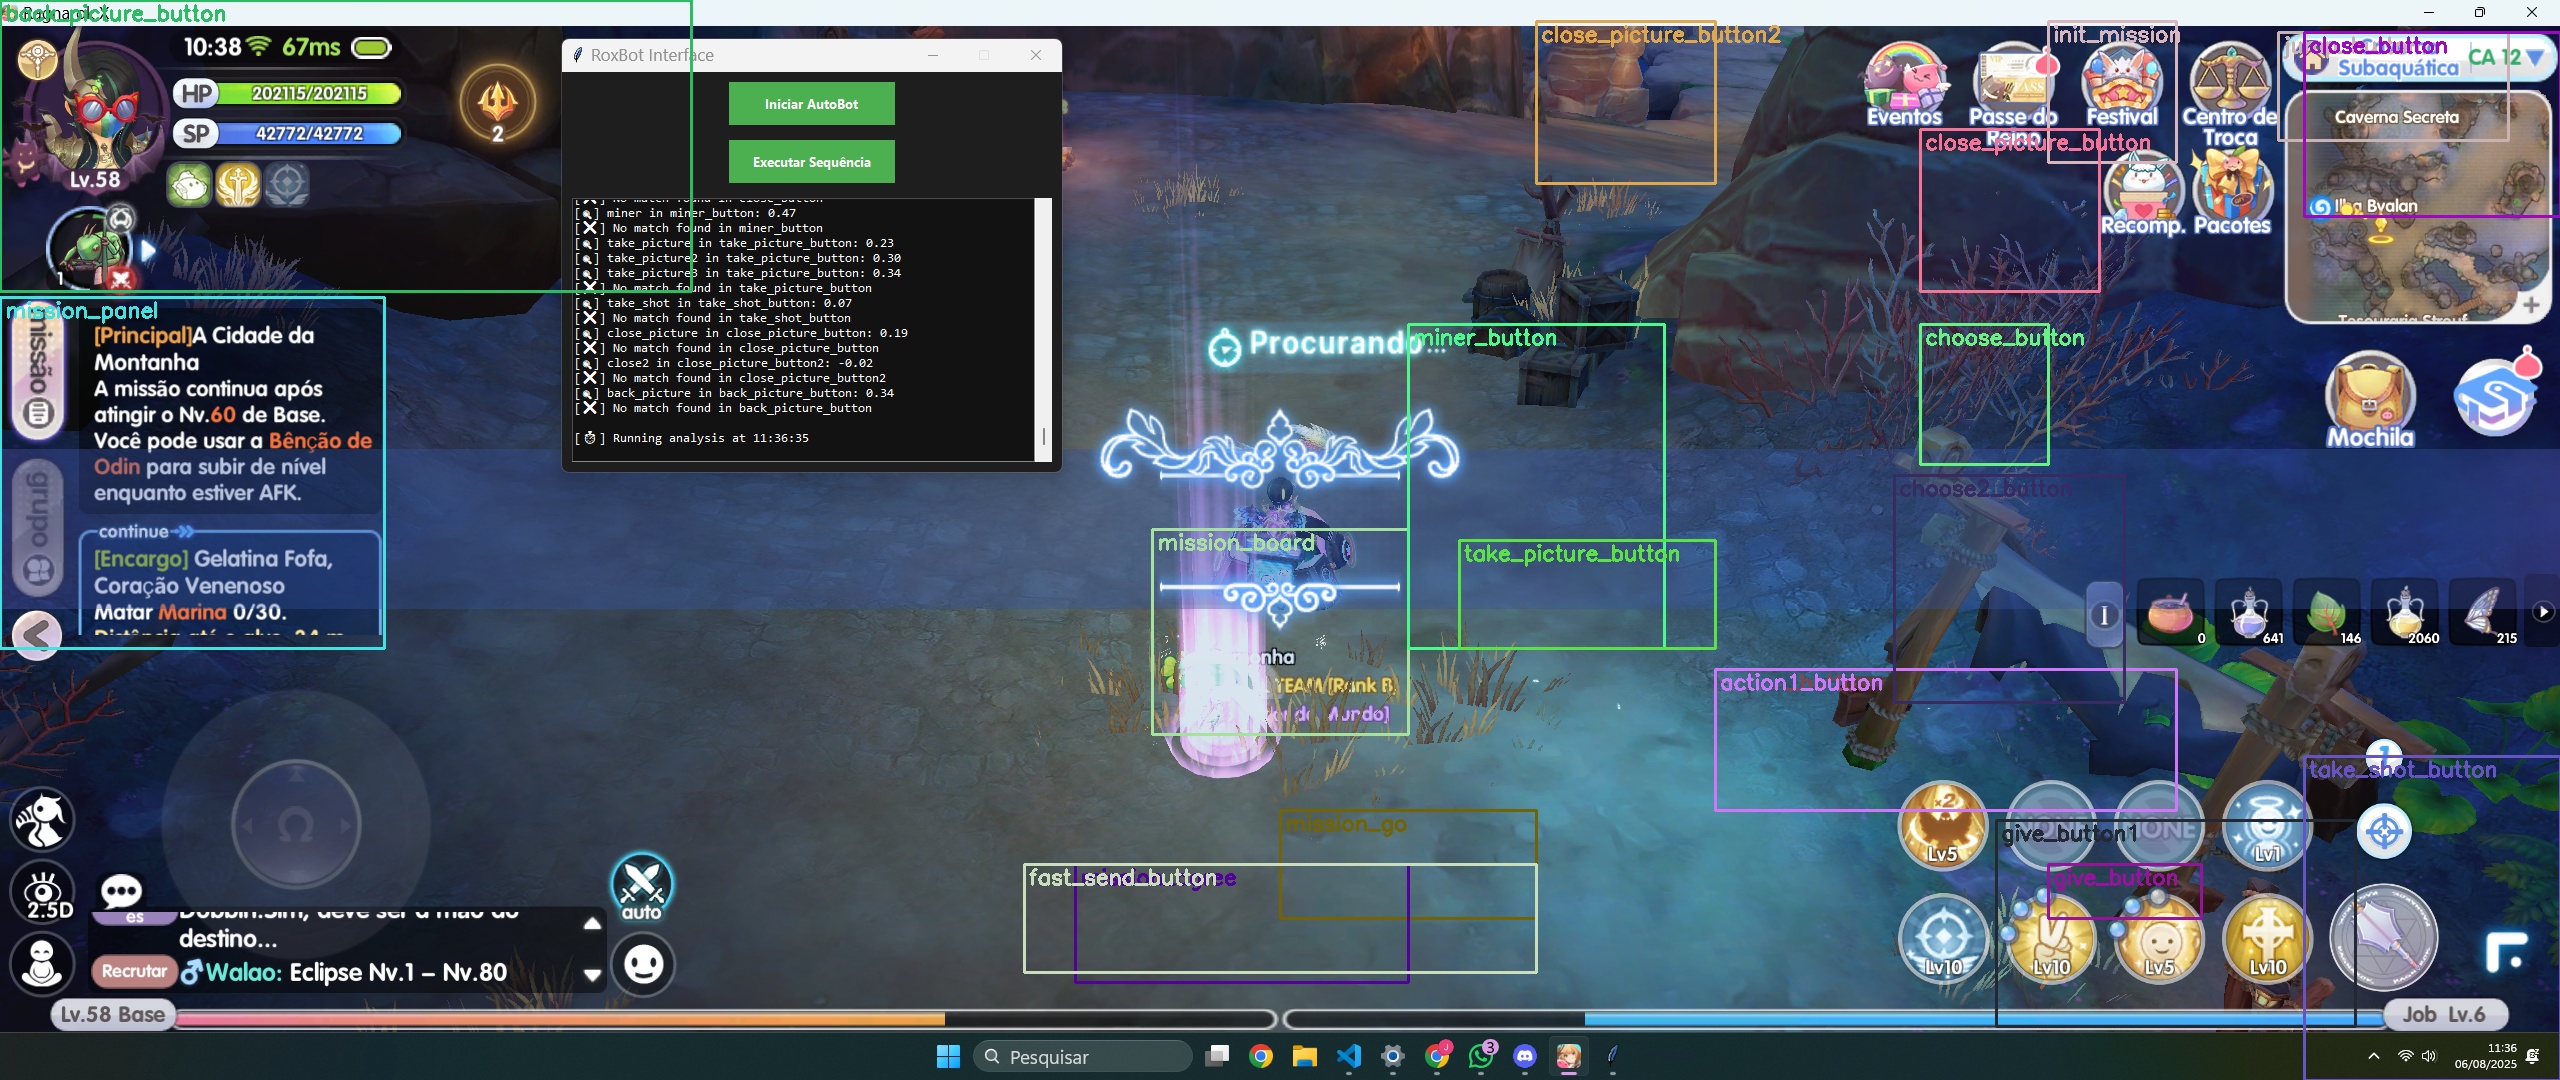 back_picture_button
Ragnarok X
10:38
67ms
HP
202115/202115
SP
42772/42772
Lv.58
2
1
RoxBot Interface
Iniciar AutoBot
Executar Sequência
[🔍] miner in miner_button: 0.47
[❌] No match found in miner_button
[🔍] take_picture in take_picture_button: 0.23
[🔍] take_picture2 in take_picture_button: 0.30
[🔍] take_picture3 in take_picture_button: 0.34
[❌] No match found in take_picture_button
[🔍] take_shot in take_shot_button: 0.07
[❌] No match found in take_shot_button
[🔍] close_picture in close_picture_button: 0.19
[❌] No match found in close_picture_button
[🔍] close2 in close_picture_button2: -0.02
[❌] No match found in close_picture_button2
[🔍] back_picture in back_picture_button: 0.34
[❌] No match found in back_picture_button
[⏱] Running analysis at 11:36:35
close_picture_button2
init_mission
close_button
Subaquática
CA 12
Eventos
Passe do
Reino
Festival
Centro de
Troca
close_picture_button
Recomp.
Pacotes
Caverna Secreta
Ilha Byalan
mission_panel
missão
[Principal]A Cidade da
Montanha
A missão continua após
atingir o Nv.60 de Base.
Você pode usar a Bênção de
Odin para subir de nível
enquanto estiver AFK.
grupo
continue
[Encargo] Gelatina Fofa,
Coração Venenoso
Matar Marina 0/30.
Distância até o alvo: 34 m
Procurando...
miner_button
choose_button
Mochila
choose2_button
mission_board
take_picture_button
I
0
641
146
2060
215
TEAM [Rank B]
action1_button
take_shot_button
mission_go
give_button1
fast_send_button
give_button
Lv5
Lv1
Lv10
Lv10
Lv5
Lv10
2.5D
auto
destino...
Recrutar
Walao: Eclipse Nv.1 – Nv.80
Lv.58 Base
Job Lv.6
Pesquisar
3
11:36
06/08/2025